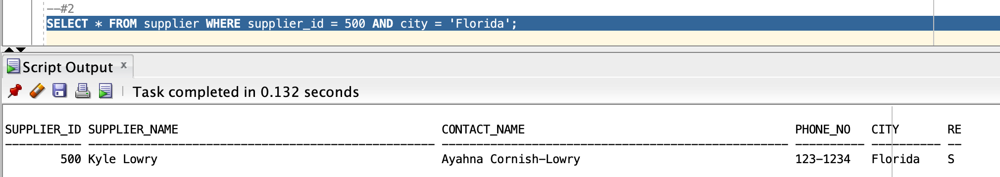 --#2
SELECT * FROM supplier WHERE supplier_id = 500 AND city = 'Florida';
Script Output x
Task completed in 0.132 seconds
SUPPLIER_ID SUPPLIER_NAME CONTACT_NAME PHONE_NO CITY RE
----------- -------------------------------------------------- -------------------------------------------------- ---------- ---------- --
500 Kyle Lowry Ayahna Cornish-Lowry 123-1234 Florida S